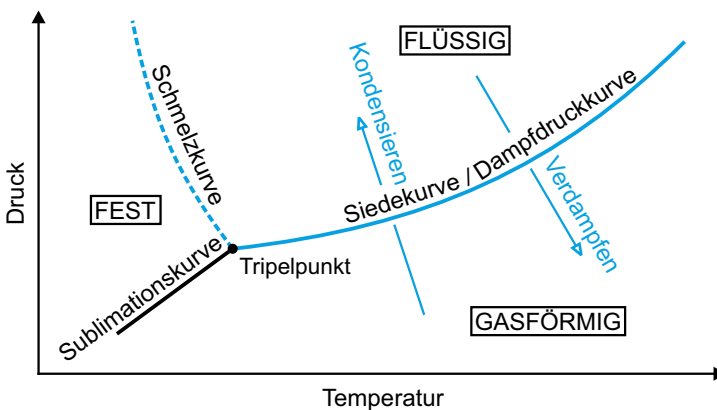 FLÜSSIG
Kondensieren
Schmelzkurve
Siedekurve / Dampfdruckkurve
Verdampfen
Druck
FEST
Sublimationskurve
Tripelpunkt
GASFÖRMIG
Temperatur